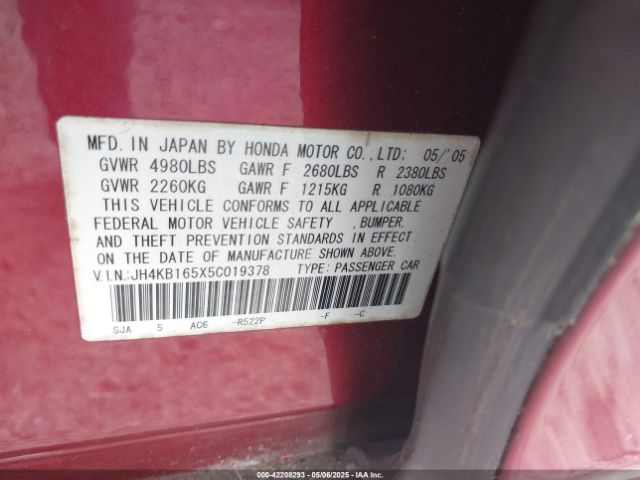 MFD. IN JAPAN BY HONDA MOTOR CO.,LTD: 05/'05
GVWR 4980LBS GAWR F 2680LBS R 2380LBS
GVWR 2260KG GAWR F 1215KG R 1080KG
THIS VEHICLE CONFORMS TO ALL APPLICABLE
FEDERAL MOTOR VEHICLE SAFETY ,BUMPER,
AND THEFT PREVENTION STANDARDS IN EFFECT
ON THE DATE OF MANUFACTURE SHOWN ABOVE.
V.IN:JH4KB165X5C019378 TYPE: PASSENGER CAR
SJA 5 AC6 -R522P -F -C
000-42208293 - 05/06/2025 - IAAI COPYRIGHT